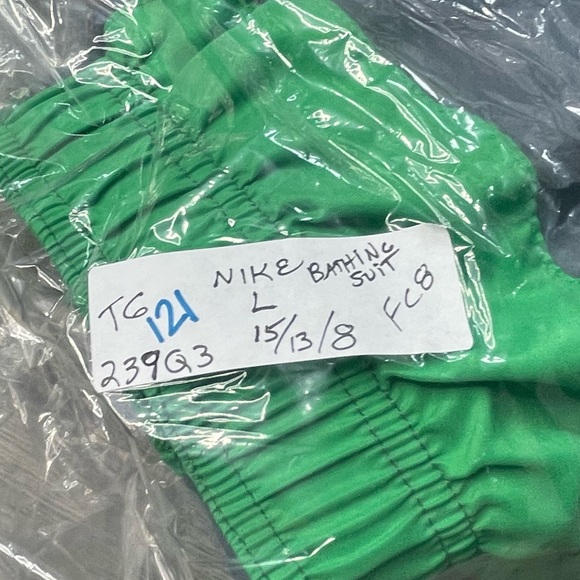 TG 121
239Q3
NIKE
L
15/13/8
BATHING
SUIT
FC8